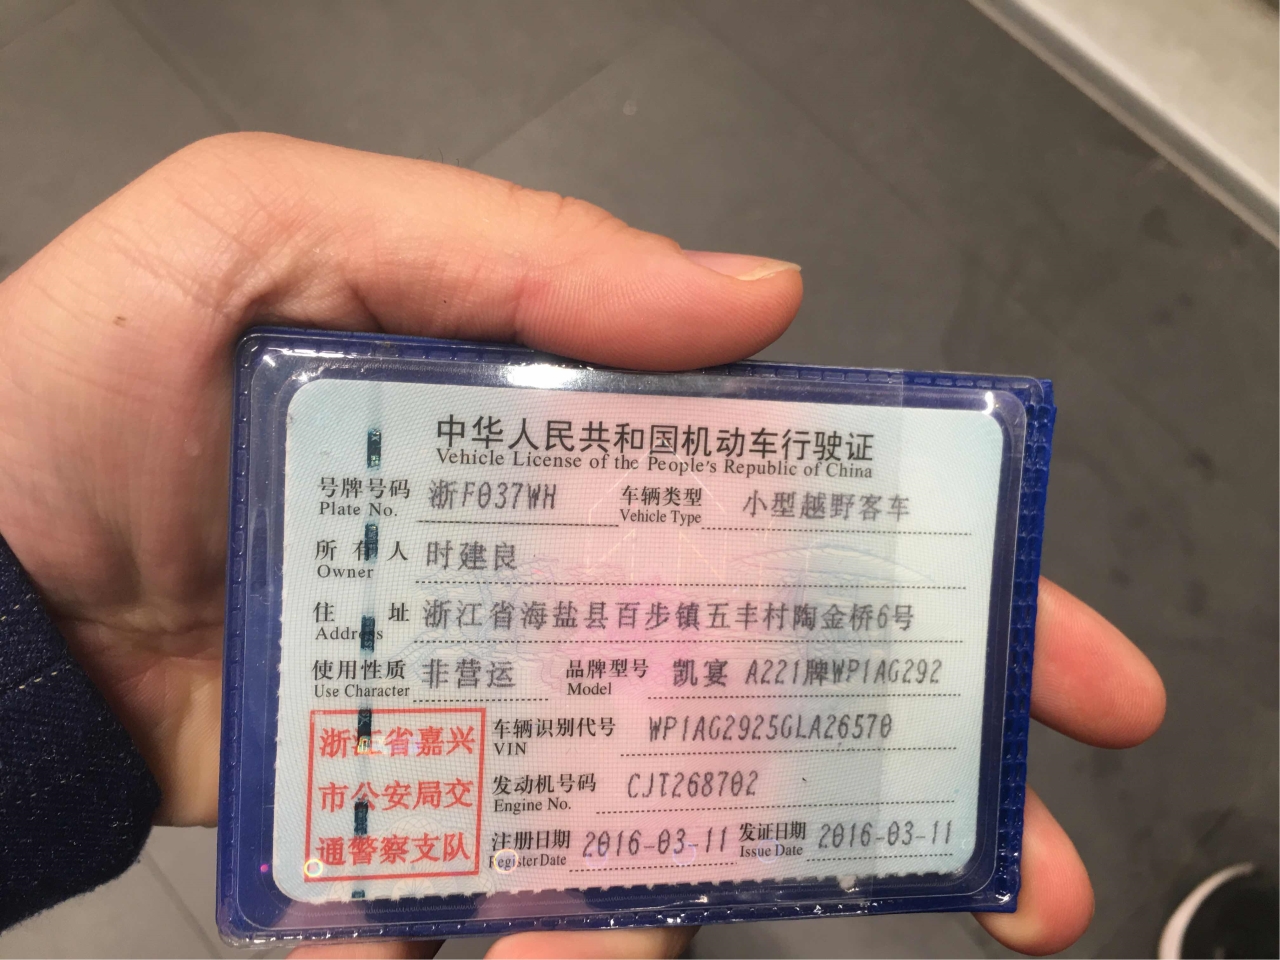 中华人民共和国机动车行驶证
Vehicle License of the People's Republic of China
号牌号码 浙F037WH 车辆类型 小型越野客车
Plate No. Vehicle Type
所有人 时建良
Owner
住址 浙江省海盐县百步镇五丰村陶金桥6号
Address
使用性质 非营运 品牌型号 凯宴 A221牌WP1AG292
Use Character Model
浙江省嘉兴
市公安局交
通警察支队
车辆识别代号 WP1AG2925GLA26570
VIN
发动机号码 CJT268702
Engine No.
注册日期 2016-03-11 发证日期 2016-03-11
Register Date Issue Date